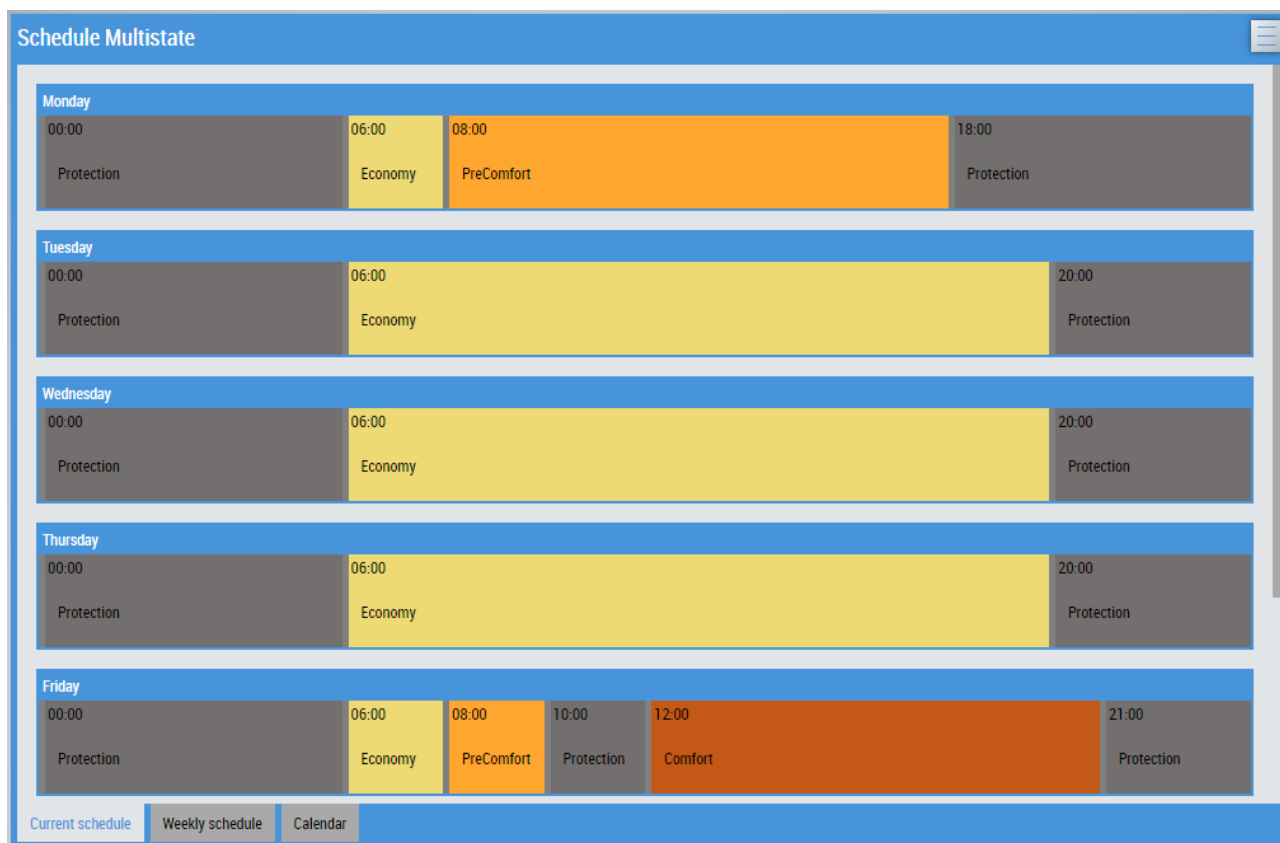 Schedule Multistate
Monday
00:00 06:00 08:00 18:00
Protection Economy PreComfort Protection
Tuesday
00:00 06:00 20:00
Protection Economy Protection
Wednesday
00:00 06:00 20:00
Protection Economy Protection
Thursday
00:00 06:00 20:00
Protection Economy Protection
Friday
00:00 06:00 08:00 10:00 12:00 21:00
Protection Economy PreComfort Protection Comfort Protection
Current schedule Weekly schedule Calendar